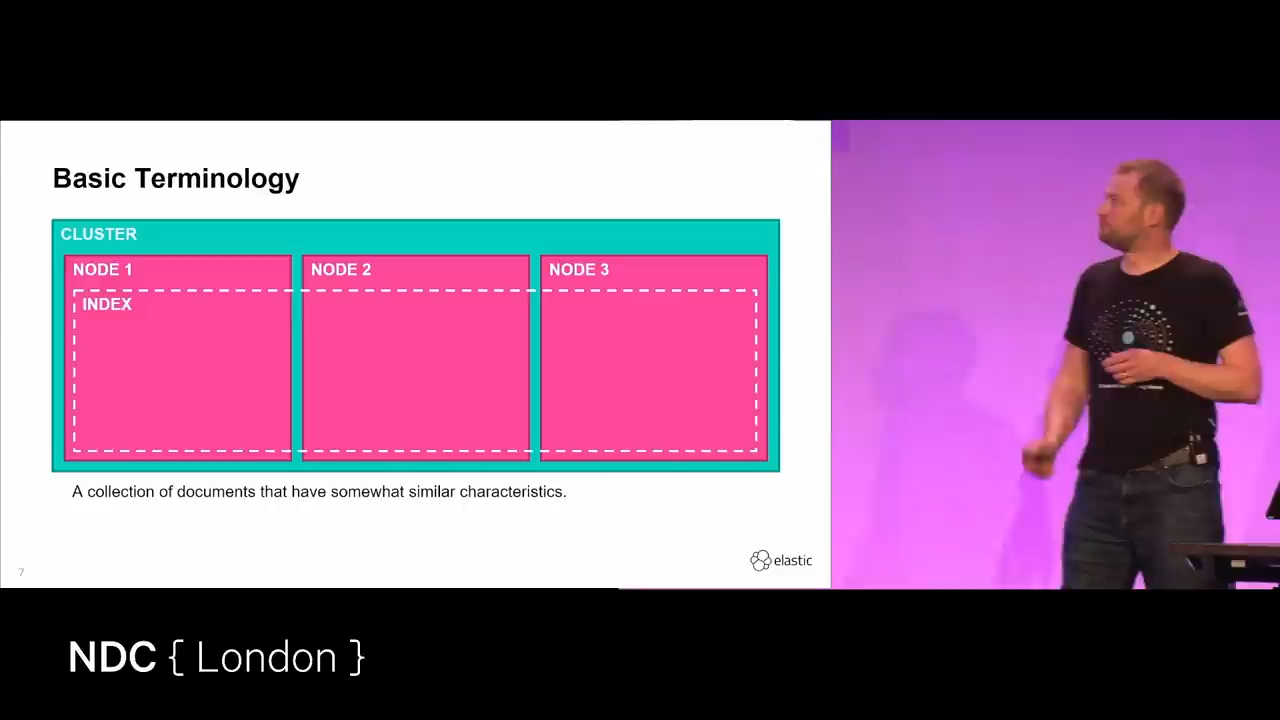 Basic Terminology
CLUSTER
NODE 1
NODE 2
NODE 3
INDEX
A collection of documents that have somewhat similar characteristics.
7
elastic
NDC { London }